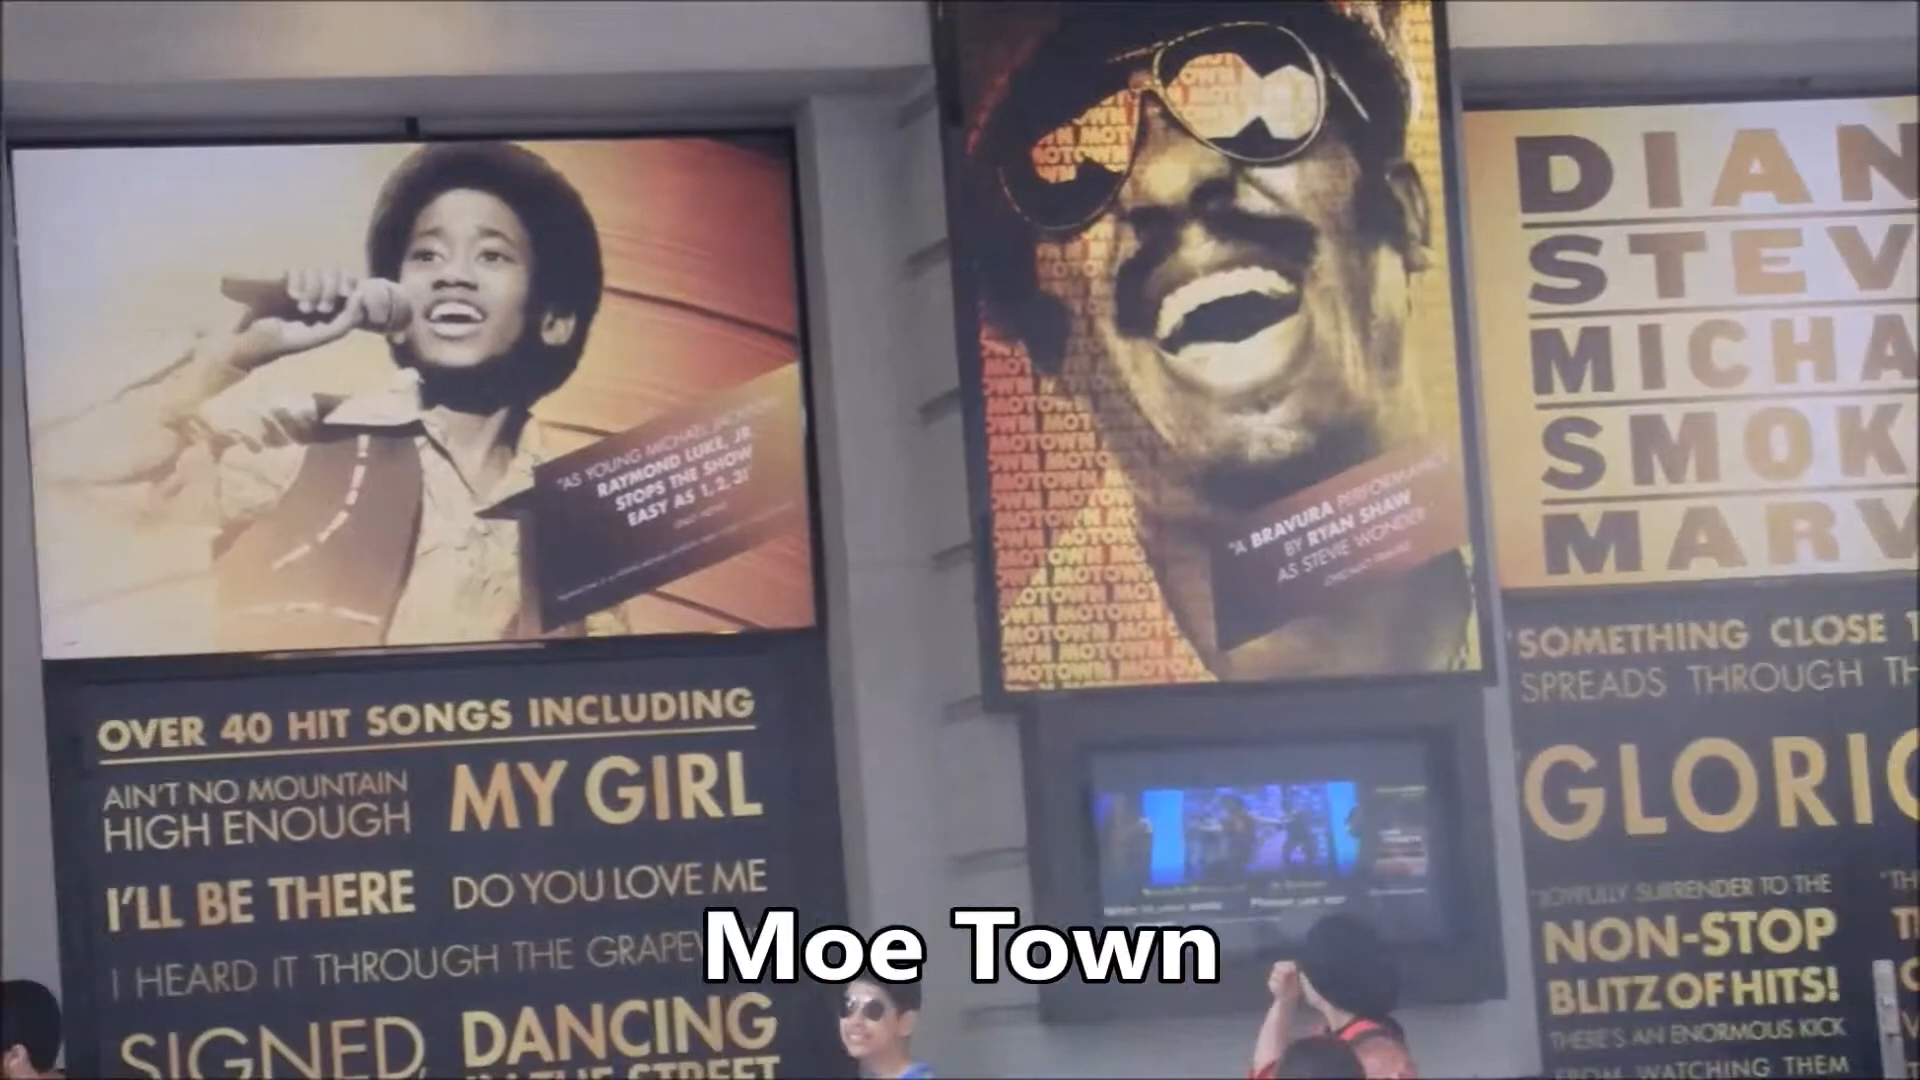 "AS YOUNG MICHAEL JACKSON,
RAYMOND LUKE, JR.
STOPS THE SHOW
EASY AS 1, 2, 3!"
OVER 40 HIT SONGS INCLUDING
AIN'T NO MOUNTAIN
HIGH ENOUGH
MY GIRL
I'LL BE THERE
DO YOU LOVE ME
I HEARD IT THROUGH THE
SIGNED,
DANCING
IN THE STREET
MOTOWN
"A BRAVURA PERFORMANCE
BY RYAN SHAW
AS STEVIE WONDER."
DIAN
STEV
MICHA
SMOK
MARV
"SOMETHING CLOSE T
SPREADS THROUGH TH
"GLORIO
"JOYFULLY SURRENDER TO THE
NON-STOP
BLITZ OF HITS!
THERE'S AN ENORMOUS KICK
FROM WATCHING THEM
Moe Town